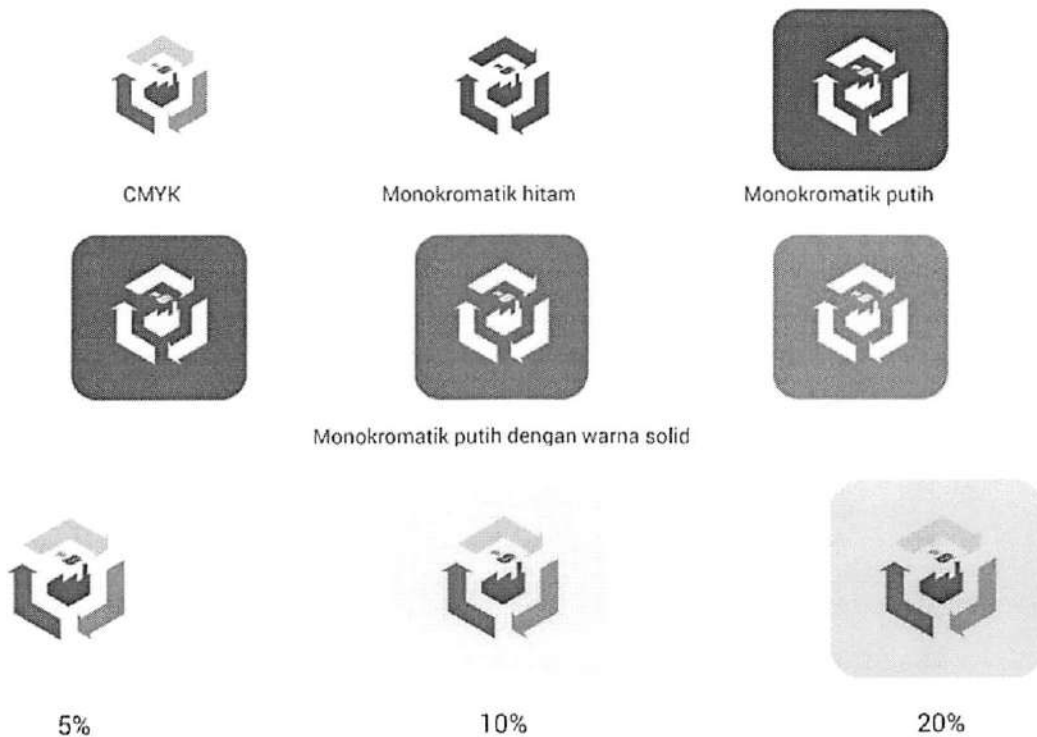 CMYK
Monokromatik hitam
Monokromatik putih
Monokromatik putih dengan warna solid
5%
10%
20%